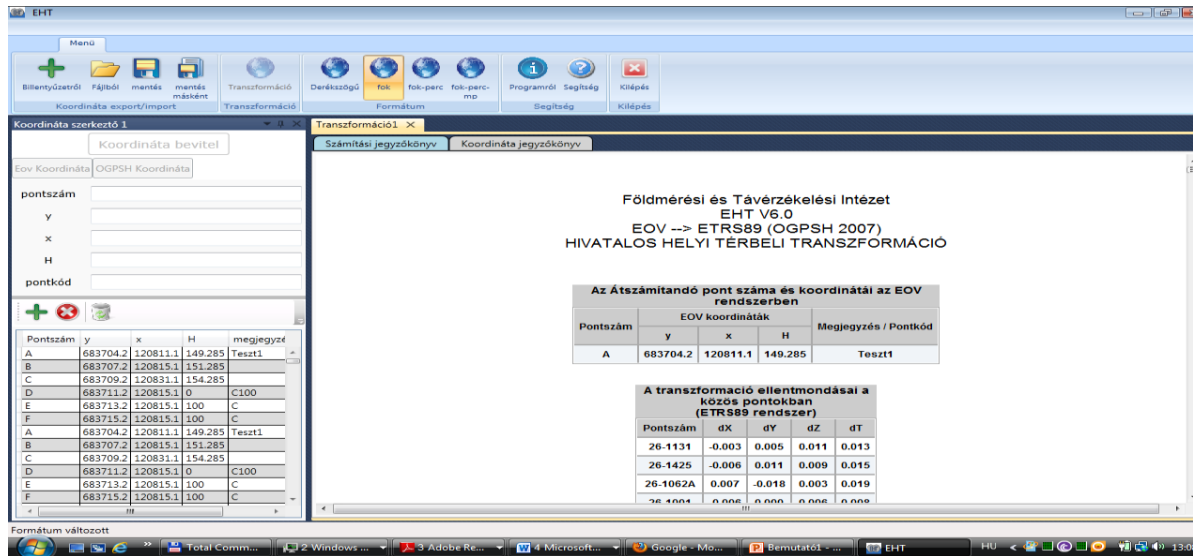 EHT
Menü
Billentyűzetről Fájlból mentés mentés másként Transzformáció Derékszögű fok fok-perc fok-perc-mp Programról Segítség Kilépés
Koordináta export/import Transzformáció Formátum Segítség Kilépés
Koordináta szerkeztő 1
Koordináta bevitel
Eov Koordináta OGPSH Koordináta
pontszám
y
x
H
pontkód
Pontszám y x H megjegyzé
A 683704.2 120811.1 149.285 Teszt1
B 683707.2 120815.1 151.285
C 683709.2 120831.1 154.285
D 683711.2 120815.1 0 C100
E 683713.2 120815.1 100 C
F 683715.2 120815.1 100 C
A 683704.2 120811.1 149.285 Teszt1
B 683707.2 120815.1 151.285
C 683709.2 120831.1 154.285
D 683711.2 120815.1 0 C100
E 683713.2 120815.1 100 C
F 683715.2 120815.1 100 C
Transzformáció1
Számítási jegyzőkönyv Koordináta jegyzőkönyv
Földmérési és Távérzékelési Intézet
EHT V6.0
EOV --> ETRS89 (OGPSH 2007)
HIVATALOS HELYI TÉRBELI TRANSZFORMÁCIÓ
Az Átszámítandó pont száma és koordinátái az EOV
rendszerben
Pontszám EOV koordináták Megjegyzés / Pontkód
y x H
A 683704.2 120811.1 149.285 Teszt1
A transzformació ellentmondásai a
közös pontokban
(ETRS89 rendszer)
Pontszám dX dY dZ dT
26-1131 -0.003 0.005 0.011 0.013
26-1425 -0.006 0.011 0.009 0.015
26-1062A 0.007 -0.018 0.003 0.019
Formátum változott
Total Comm... 2 Windows ... 3 Adobe Re... 4 Microsoft... Google - Mo... Bemutató1 - ... EHT HU 13:0